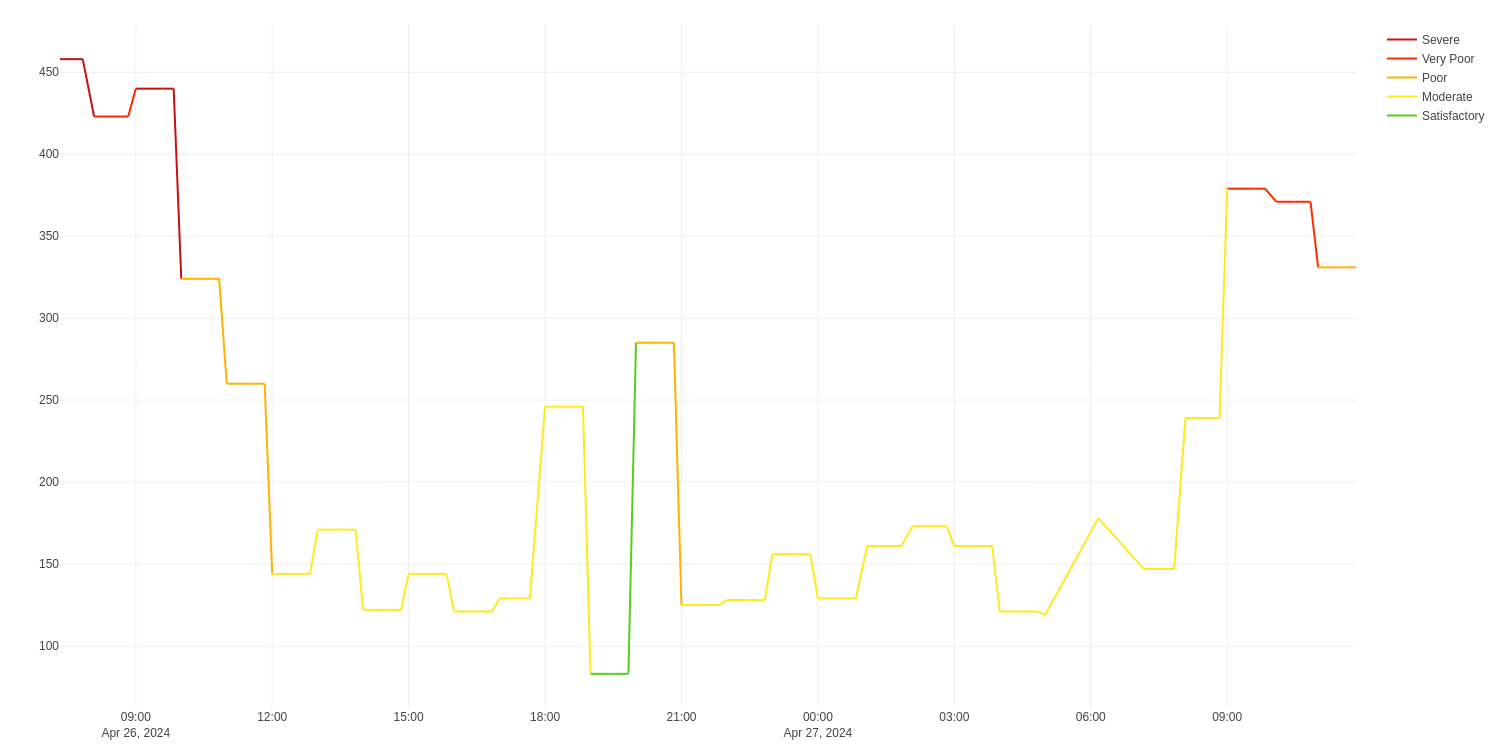 450
400
350
300
250
200
150
100
09:00
Apr 26, 2024
12:00
15:00
18:00
21:00
00:00
Apr 27, 2024
03:00
06:00
09:00
Severe
Very Poor
Poor
Moderate
Satisfactory